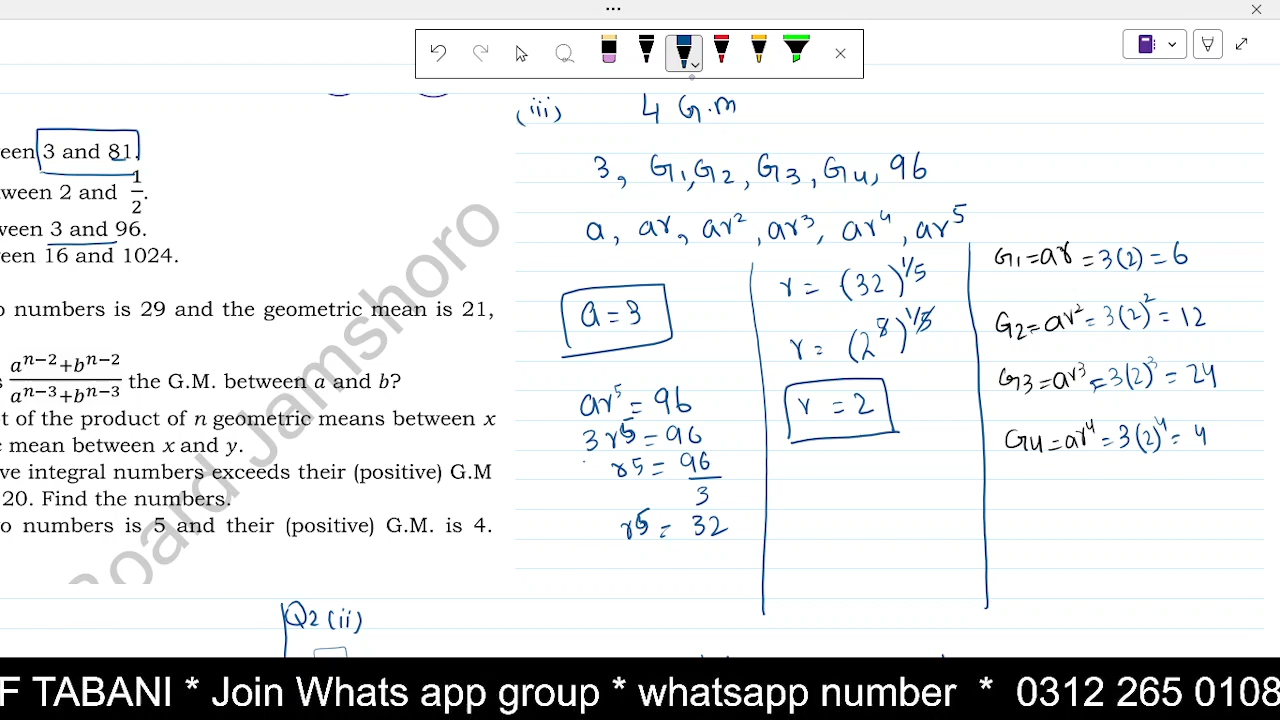 ...
een 3 and 81.
ween 2 and 1/2.
veen 3 and 96.
een 16 and 1024.
o numbers is 29 and the geometric mean is 21,
s a^{n-2}+b^{n-2} / a^{n-3}+b^{n-3} the G.M. between a and b?
t of the product of n geometric means between x
c mean between x and y.
ve integral numbers exceeds their (positive) G.M
20. Find the numbers.
o numbers is 5 and their (positive) G.M. is 4.
Board Jamshoro
Q2 (ii)
(iii) 4 G.M
3, G₁, G₂, G₃, G₄, 96
a, ar, ar², ar³, ar⁴, ar⁵
a = 3
ar⁵ = 96
3r⁵ = 96
r5 = 96/3
r5 = 32
r = (32)^{1/5}
r = (2^8)^{1/5}
r = 2
G₁ = ar = 3(2) = 6
G₂ = ar² = 3(2)² = 12
G₃ = ar³ = 3(2)³ = 24
G₄ = ar⁴ = 3(2)⁴ = 4
F TABANI * Join Whats app group * whatsapp number * 0312 265 0108